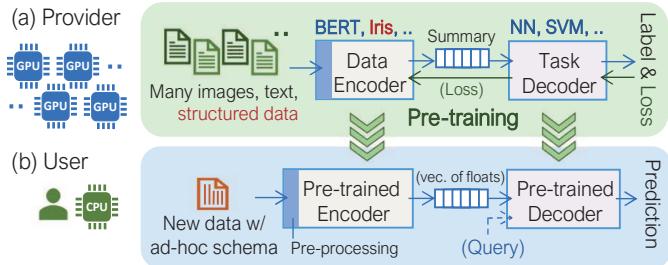 (a) Provider
GPU
GPU
GPU
GPU
Many images, text,
structured data
BERT, Iris, ..
Data
Encoder
Summary
(Loss)
NN, SVM, ..
Task
Decoder
Label & Loss
Pre-training
(b) User
CPU
New data w/
ad-hoc schema
Pre-trained
Encoder
Pre-processing
(vec. of floats)
(Query)
Pre-trained
Decoder
Prediction